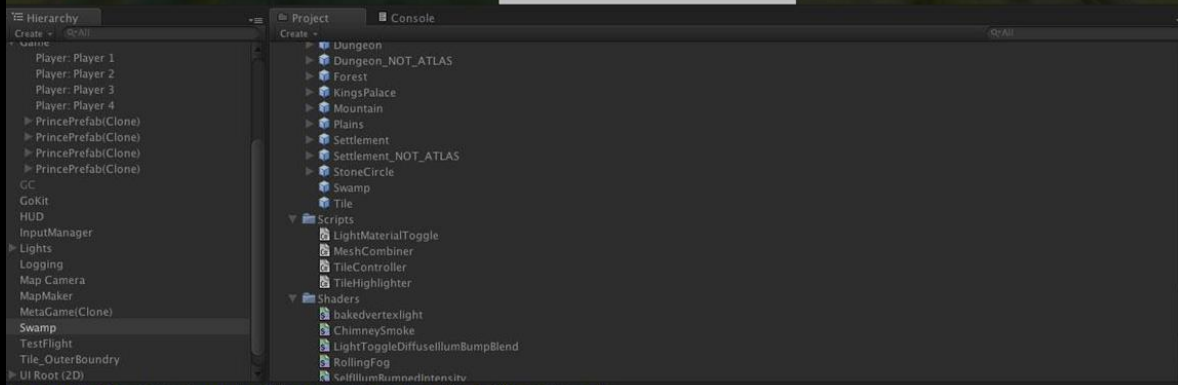 Hierarchy
Create
All
Game
Player: Player 1
Player: Player 2
Player: Player 3
Player: Player 4
PrincePrefab(Clone)
PrincePrefab(Clone)
PrincePrefab(Clone)
PrincePrefab(Clone)
GC
GoKit
HUD
InputManager
Lights
Logging
Map Camera
MapMaker
MetaGame(Clone)
Swamp
TestFlight
Tile_OuterBoundry
UI Root (2D)
Project
Console
Create
All
Dungeon
Dungeon_NOT_ATLAS
Forest
KingsPalace
Mountain
Plains
Settlement
Settlement_NOT_ATLAS
StoneCircle
Swamp
Tile
Scripts
LightMaterialToggle
MeshCombiner
TileController
TileHighlighter
Shaders
bakedvertexlight
ChimneySmoke
LightToggleDiffuseIllumBumpBlend
RollingFog
SelfIllumBumpedIntensity